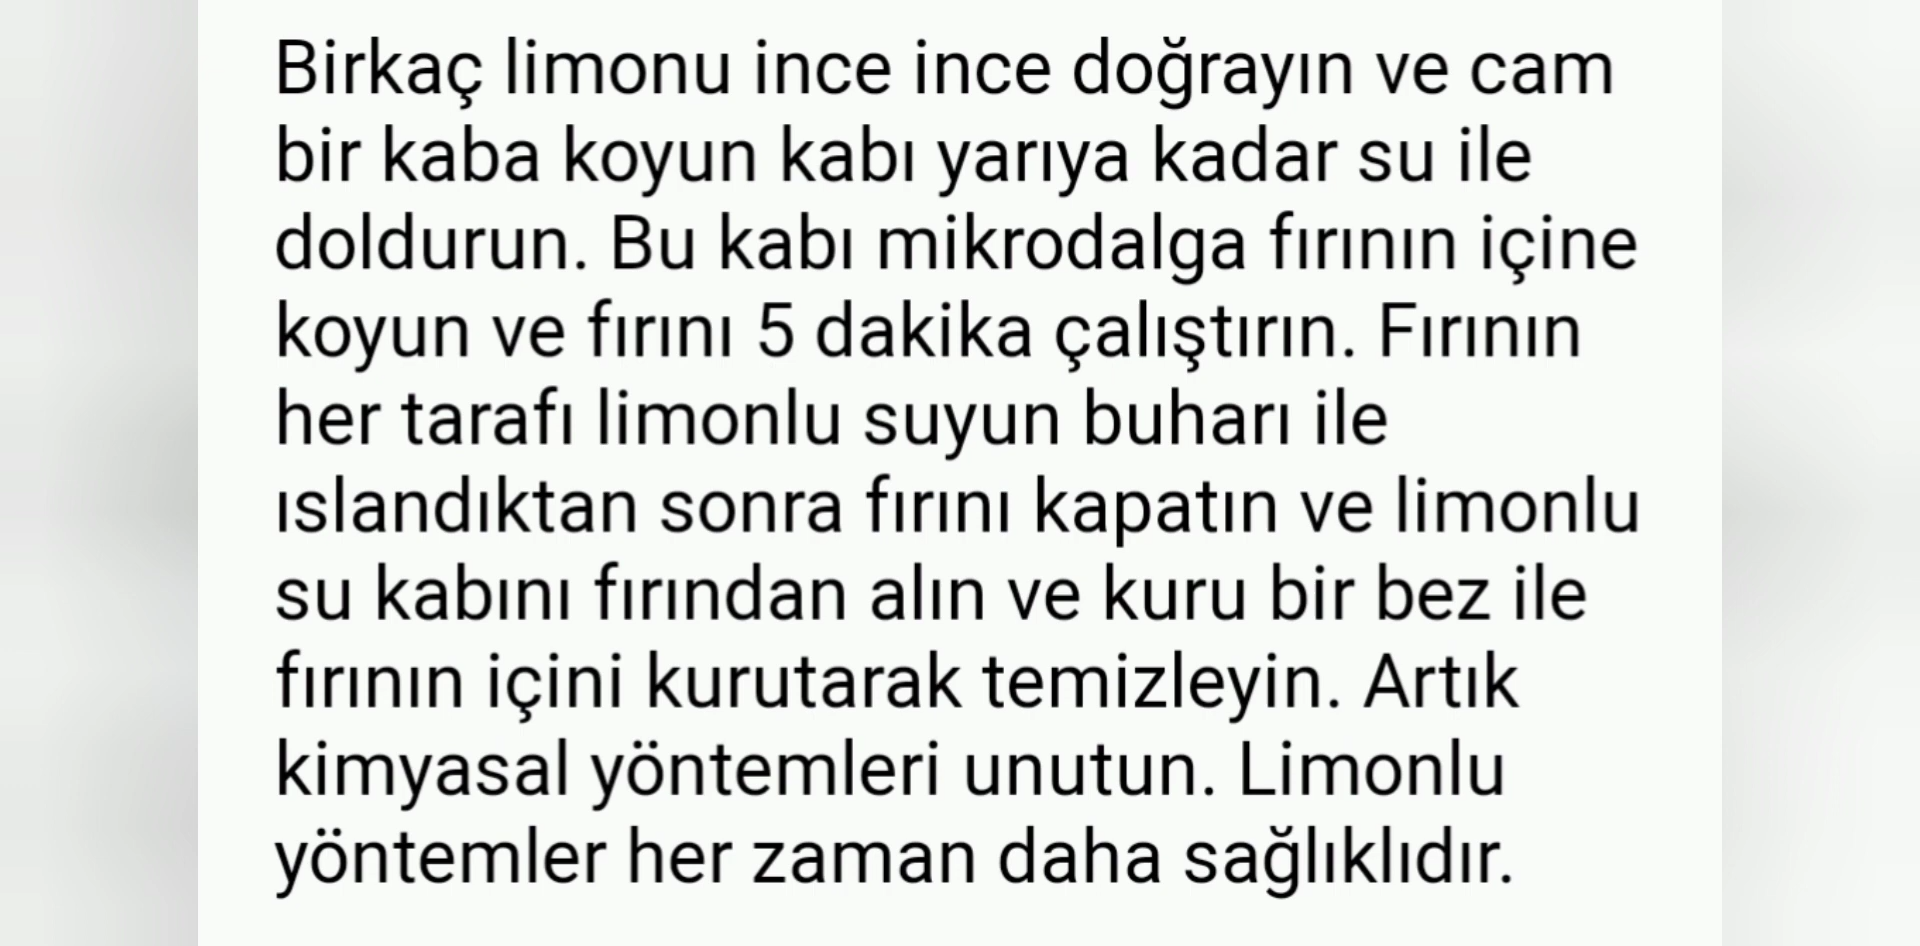 Birkaç limonu ince ince doğrayın ve cam
bir kaba koyun kabı yarıya kadar su ile
doldurun. Bu kabı mikrodalga fırının içine
koyun ve fırını 5 dakika çalıştırın. Fırının
her tarafı limonlu suyun buharı ile
ıslandıktan sonra fırını kapatın ve limonlu
su kabını fırından alın ve kuru bir bez ile
fırının içini kurutarak temizleyin. Artık
kimyasal yöntemleri unutun. Limonlu
yöntemler her zaman daha sağlıklıdır.